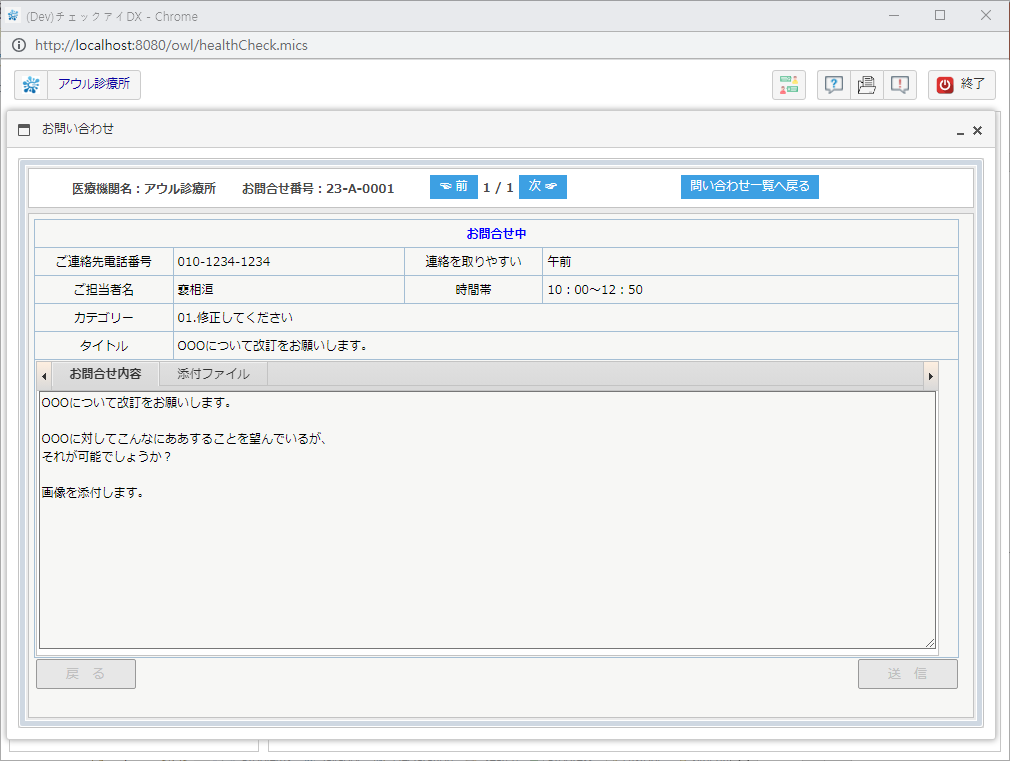 (Dev)チェックアイDX - Chrome
http://localhost:8080/owl/healthCheck.mics
アウル診療所
終了
お問い合わせ
医療機関名：アウル診療所 お問合せ番号：23-A-0001 前 1 / 1 次 問い合わせ一覧へ戻る
お問合せ中
ご連絡先電話番号 010-1234-1234 連絡を取りやすい 午前
ご担当者名 裵相洹 時間帯 10：00～12：50
カテゴリー 01.修正してください
タイトル OOOについて改訂をお願いします。
お問合せ内容 添付ファイル
OOOについて改訂をお願いします。
OOOに対してこんなにああすることを望んでいるが、
それが可能でしょうか？
画像を添付します。
戻 る 送 信